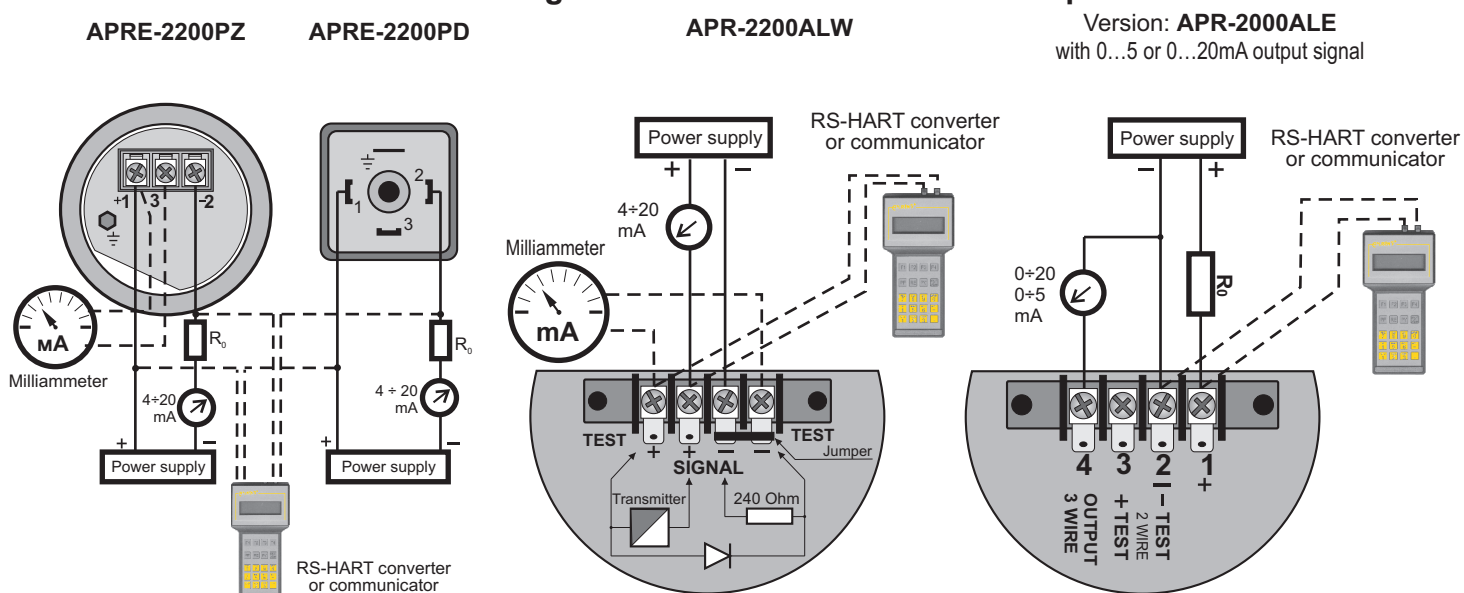 APRE-2200PZ
APRE-2200PD
APR-2200ALW
Version: APR-2000ALE
with 0...5 or 0...20mA output signal
+1 3 –2
Milliammeter
мA
R₀
4÷20
mA
+ –
Power supply
1
2
3
R₀
4 ÷ 20
mA
+ –
Power supply
RS-HART converter
or communicator
Power supply
+ –
4÷20
mA
Milliammeter
mA
RS-HART converter
or communicator
TEST + + – – TEST
SIGNAL
Jumper
Transmitter
240 Ohm
Power supply
– +
0÷20
0÷5
mA
R₀
RS-HART converter
or communicator
4 3 2 1
– +
OUTPUT
3 WIRE
+ TEST
– TEST
2 WIRE